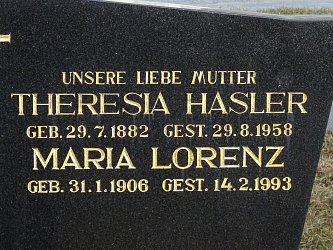 UNSERE LIEBE MUTTER
THERESIA HASLER
GEB. 29.7.1882 GEST. 29.8.1958
MARIA LORENZ
GEB. 31.1.1906 GEST. 14.2.1993